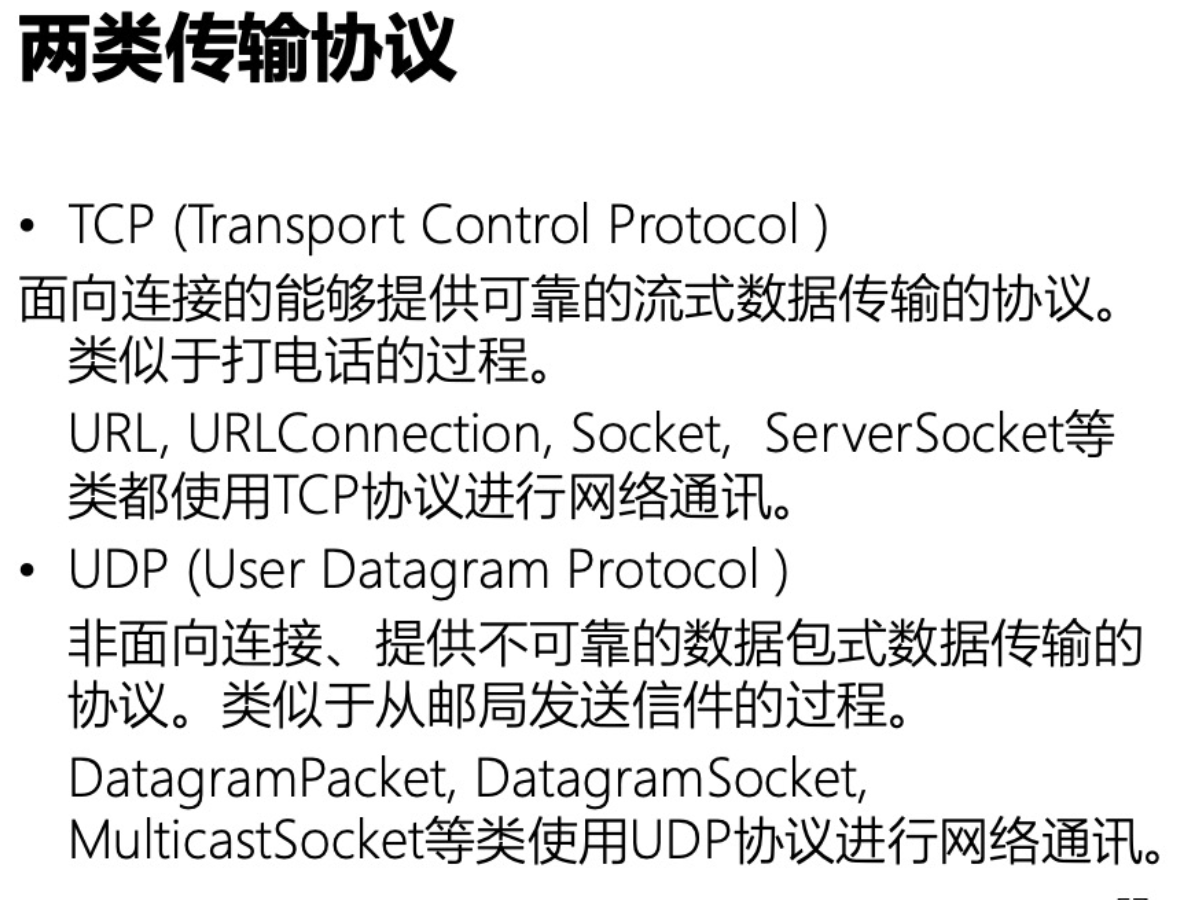 两类传输协议
• TCP (Transport Control Protocol )
面向连接的能够提供可靠的流式数据传输的协议。
类似于打电话的过程。
URL, URLConnection, Socket, ServerSocket等
类都使用TCP协议进行网络通讯。
• UDP (User Datagram Protocol )
非面向连接、提供不可靠的数据包式数据传输的
协议。类似于从邮局发送信件的过程。
DatagramPacket, DatagramSocket,
MulticastSocket等类使用UDP协议进行网络通讯。